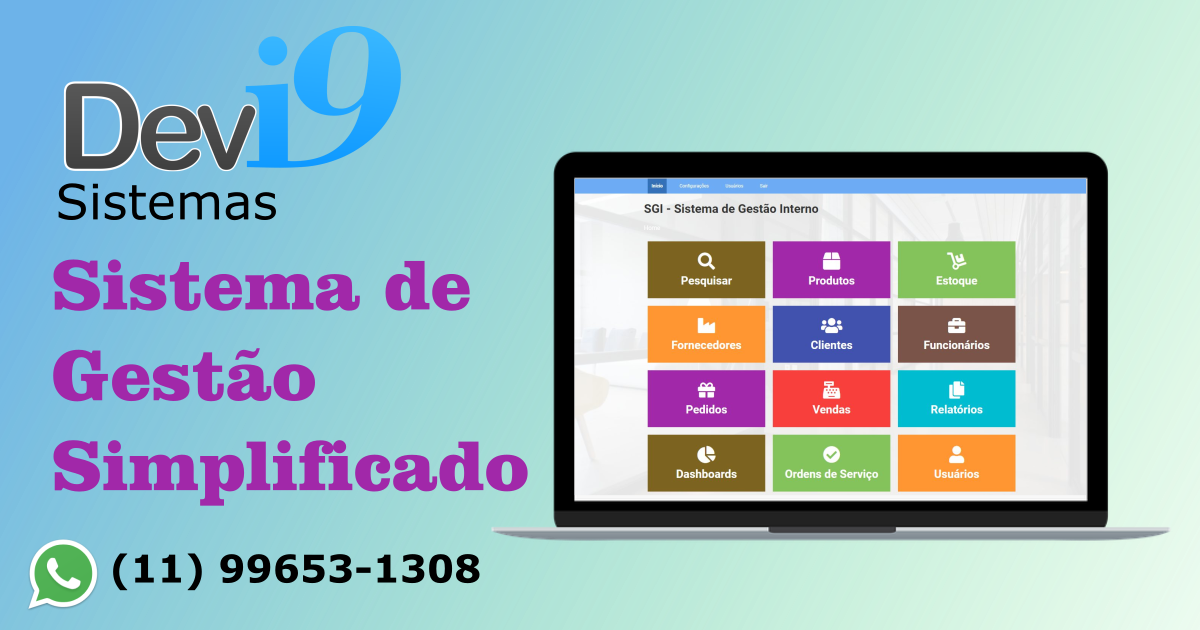 Devi9
Sistemas
Sistema de
Gestão
Simplificado
(11) 99653-1308
Início Configurações Usuários Sair
SGI - Sistema de Gestão Interno
Home
Pesquisar Produtos Estoque
Fornecedores Clientes Funcionários
Pedidos Vendas Relatórios
Dashboards Ordens de Serviço Usuários